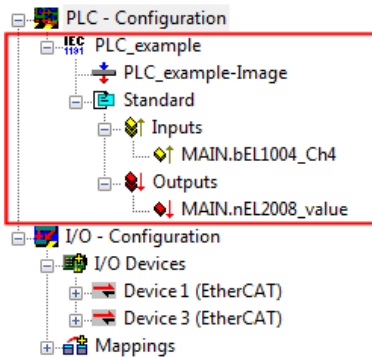 PLC - Configuration
IEC 1131 PLC_example
PLC_example-Image
Standard
Inputs
MAIN.bEL1004_Ch4
Outputs
MAIN.nEL2008_value
I/O - Configuration
I/O Devices
Device 1 (EtherCAT)
Device 3 (EtherCAT)
Mappings